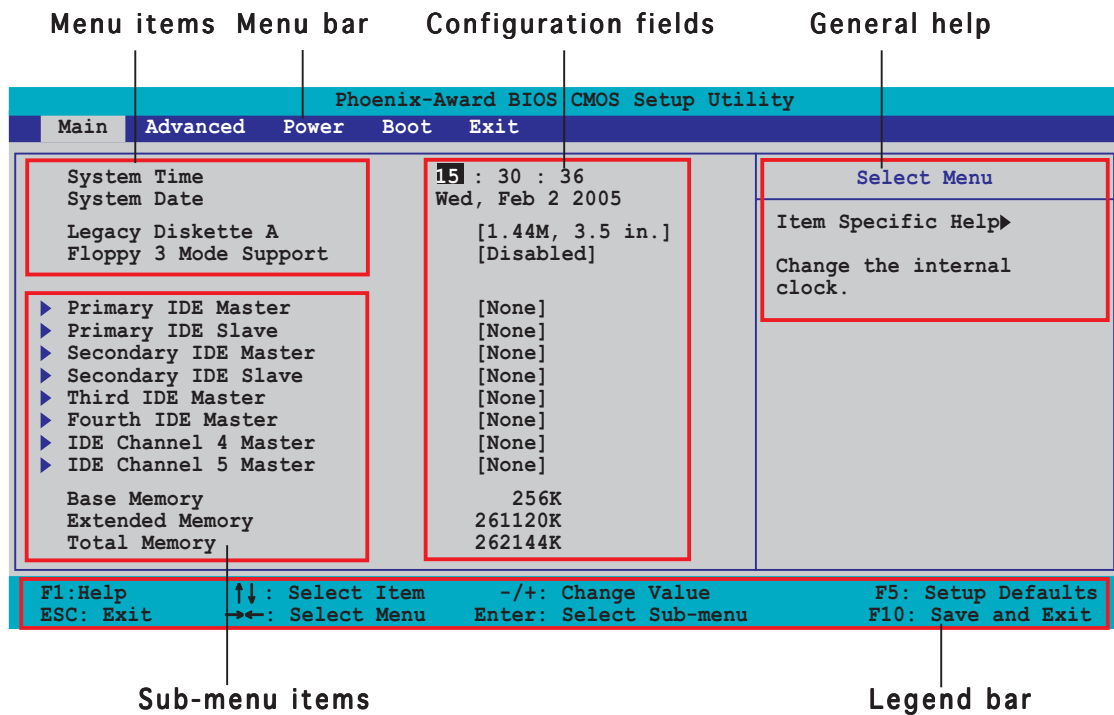 Menu items Menu bar Configuration fields General help
Phoenix-Award BIOS CMOS Setup Utility
Main Advanced Power Boot Exit
System Time 15 : 30 : 36
System Date Wed, Feb 2 2005
Legacy Diskette A [1.44M, 3.5 in.]
Floppy 3 Mode Support [Disabled]
Primary IDE Master [None]
Primary IDE Slave [None]
Secondary IDE Master [None]
Secondary IDE Slave [None]
Third IDE Master [None]
Fourth IDE Master [None]
IDE Channel 4 Master [None]
IDE Channel 5 Master [None]
Base Memory 256K
Extended Memory 261120K
Total Memory 262144K
Select Menu
Item Specific Help▶
Change the internal
clock.
F1:Help ↑↓ : Select Item -/+: Change Value F5: Setup Defaults
ESC: Exit →←: Select Menu Enter: Select Sub-menu F10: Save and Exit
Sub-menu items Legend bar